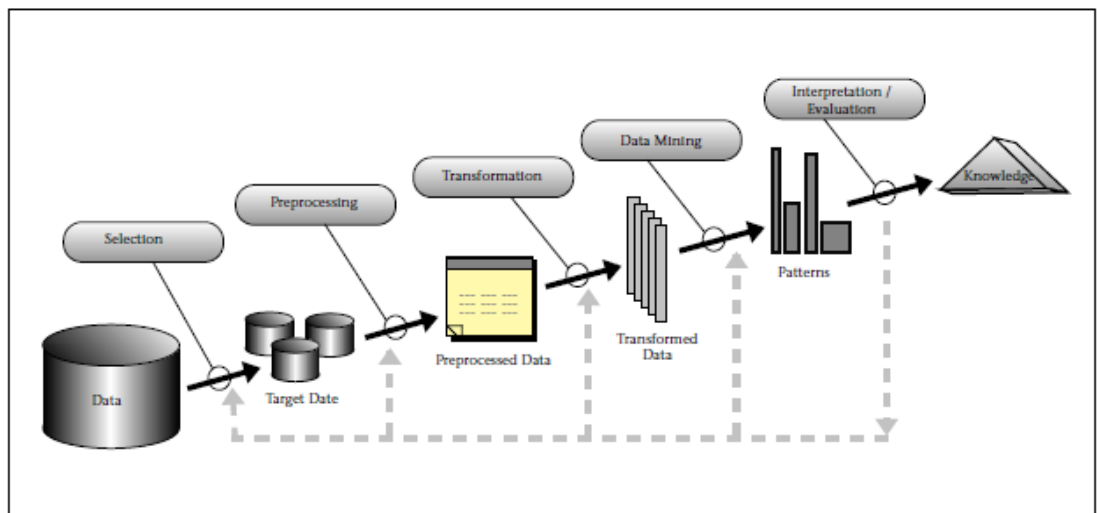 Interpretation /
Evaluation
Data Mining
Transformation
Knowledge
Preprocessing
Selection
Patterns
Transformed
Data
Preprocessed Data
Target Date
Data